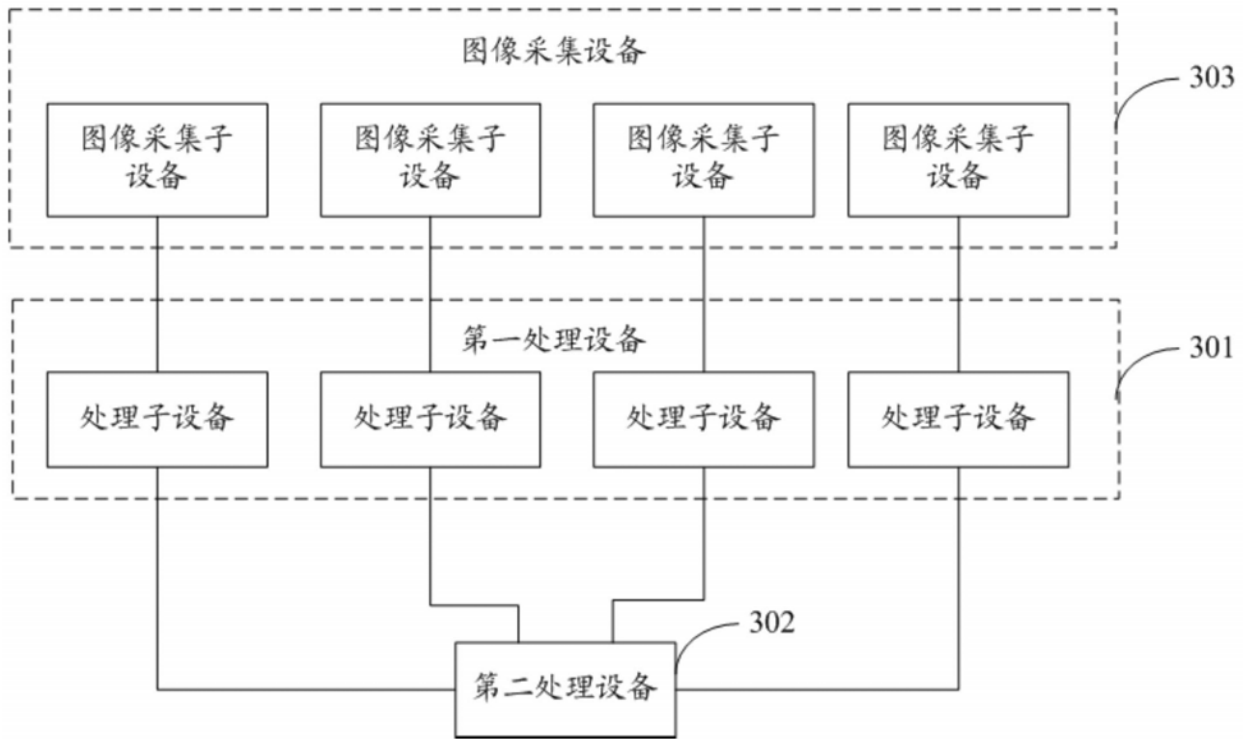 图像采集设备
303
图像采集子
设备
图像采集子
设备
图像采集子
设备
图像采集子
设备
第一处理设备
301
处理子设备
处理子设备
处理子设备
处理子设备
302
第二处理设备